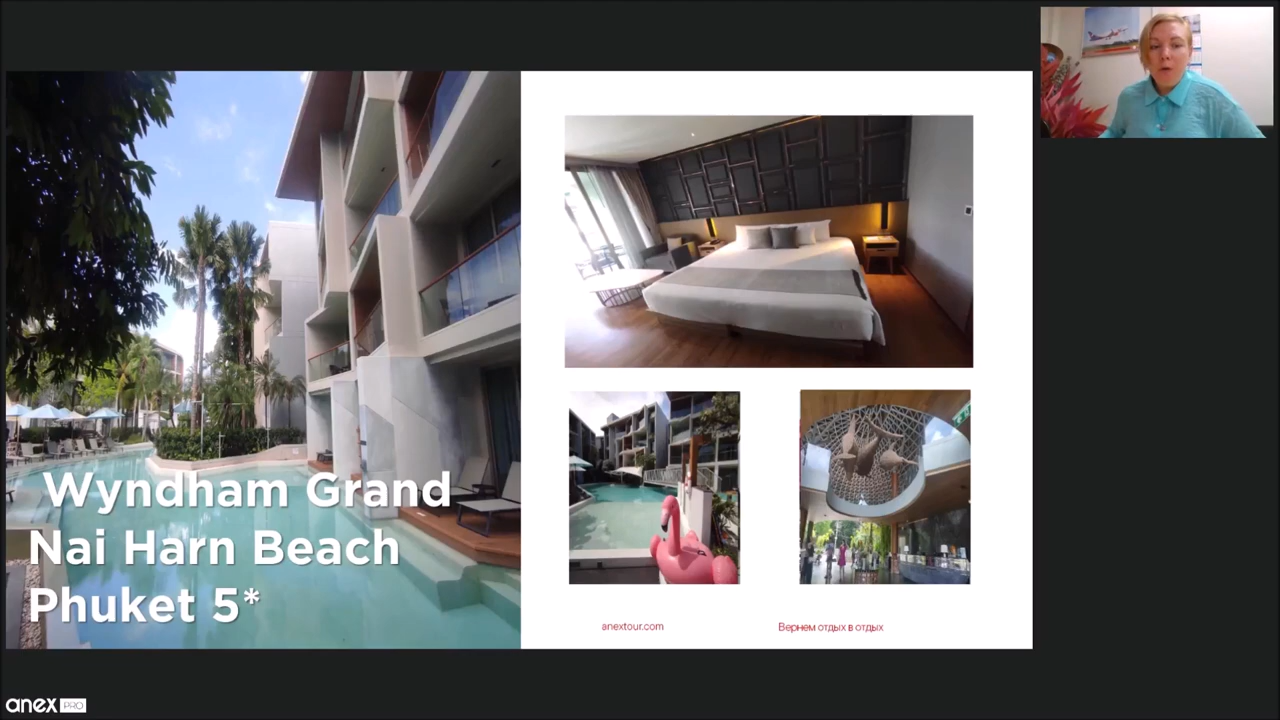 Wyndham Grand
Nai Harn Beach
Phuket 5*
anextour.com
Вернем отдых в отдых
anex PRO